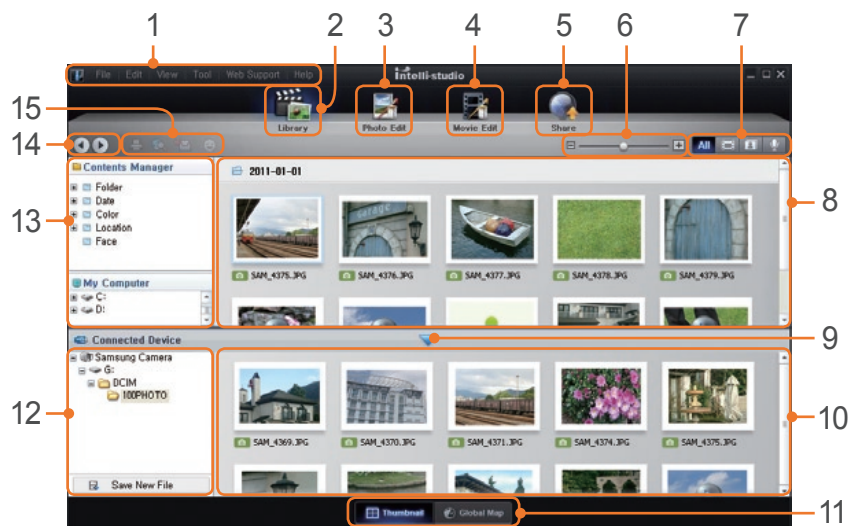 1 2 3 4 5 6 7
File Edit View Tool Web Support Help
intelli-studio
15
Library Photo Edit Movie Edit Share
14
All
Contents Manager
2011-01-01
Folder
Date
Color
Location
Face
13
8
SAM_4375.JPG SAM_4376.JPG SAM_4377.JPG SAM_4378.JPG SAM_4379.JPG
My Computer
C:
D:
Connected Device
9
Samsung Camera
G:
DCIM
100PHOTO
12
10
SAM_4369.JPG SAM_4370.JPG SAM_4371.JPG SAM_4374.JPG SAM_4375.JPG
Save New File
Thumbnail Global Map
11